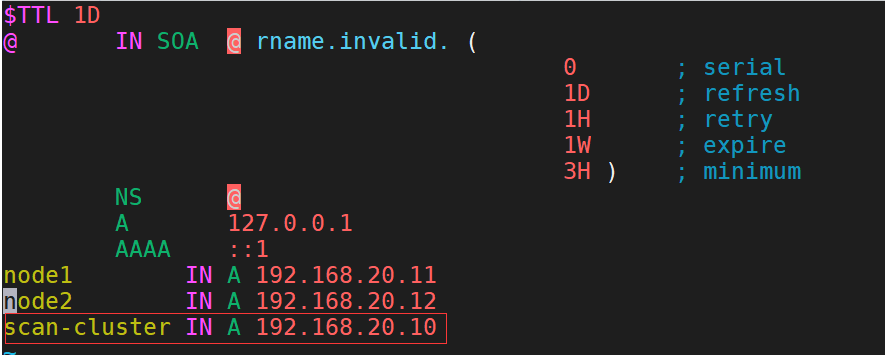 $TTL 1D
@ IN SOA @ rname.invalid. (
0 ; serial
1D ; refresh
1H ; retry
1W ; expire
3H ) ; minimum
NS @
A 127.0.0.1
AAAA ::1
node1 IN A 192.168.20.11
node2 IN A 192.168.20.12
scan-cluster IN A 192.168.20.10
~